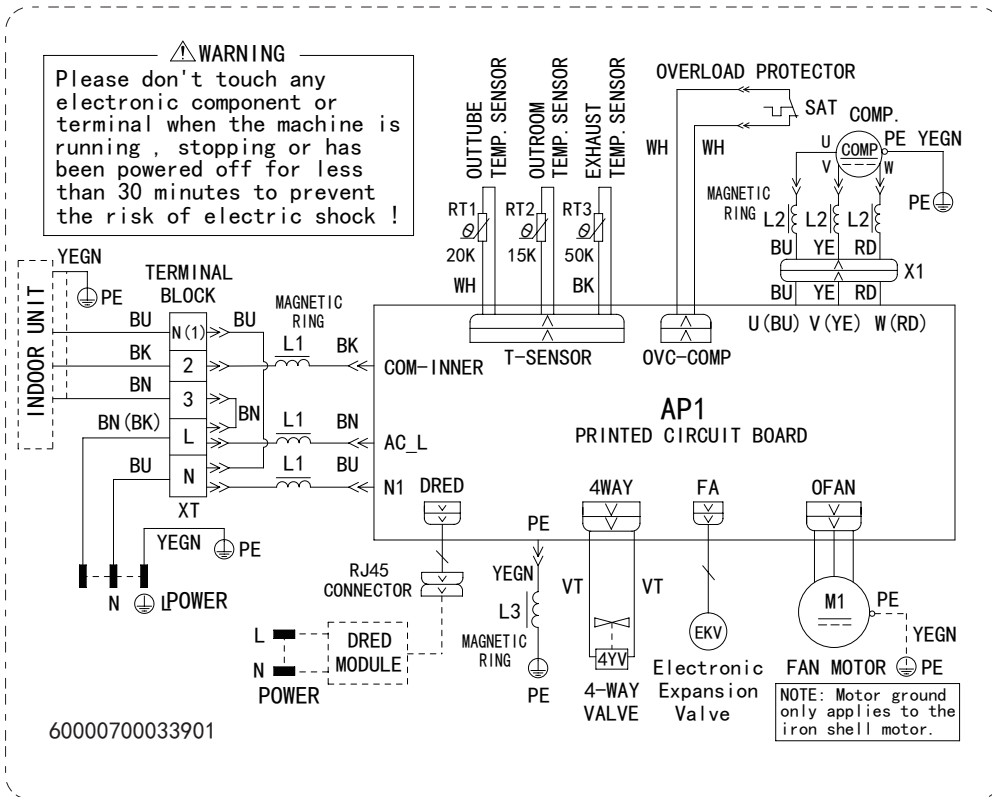 WARNING
Please don't touch any
electronic component or
terminal when the machine is
running , stopping or has
been powered off for less
than 30 minutes to prevent
the risk of electric shock !
OUTTUBE
TEMP. SENSOR
OUTROOM
TEMP. SENSOR
EXHAUST
TEMP. SENSOR
RT1
20K
RT2
15K
RT3
50K
WH
BK
OVERLOAD PROTECTOR
SAT
WH
WH
COMP.
COMP
U
V
W
PE YEGN
PE
MAGNETIC
RING
L2
L2
L2
BU
YE
RD
X1
BU
YE
RD
U(BU) V(YE) W(RD)
INDOOR UNIT
YEGN
PE
TERMINAL
BLOCK
BU
N(1)
BU
BK
2
BN
3
BN
BN(BK)
L
BU
N
XT
MAGNETIC
RING
L1
BK
L1
BN
L1
BU
YEGN
PE
N
LPOWER
COM-INNER
AC_L
N1
T-SENSOR
OVC-COMP
AP1
PRINTED CIRCUIT BOARD
DRED
PE
4WAY
FA
OFAN
RJ45
CONNECTOR
L
N
POWER
DRED
MODULE
YEGN
L3
MAGNETIC
RING
PE
VT
VT
4YV
4-WAY
VALVE
EKV
Electronic
Expansion
Valve
M1
PE
YEGN
FAN MOTOR
PE
NOTE: Motor ground
only applies to the
iron shell motor.
60000700033901